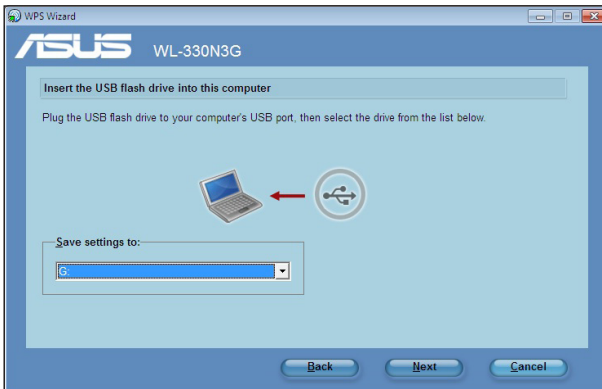 WPS Wizard
ASUS WL-330N3G
Insert the USB flash drive into this computer
Plug the USB flash drive to your computer's USB port, then select the drive from the list below.
Save settings to:
G:
Back Next Cancel